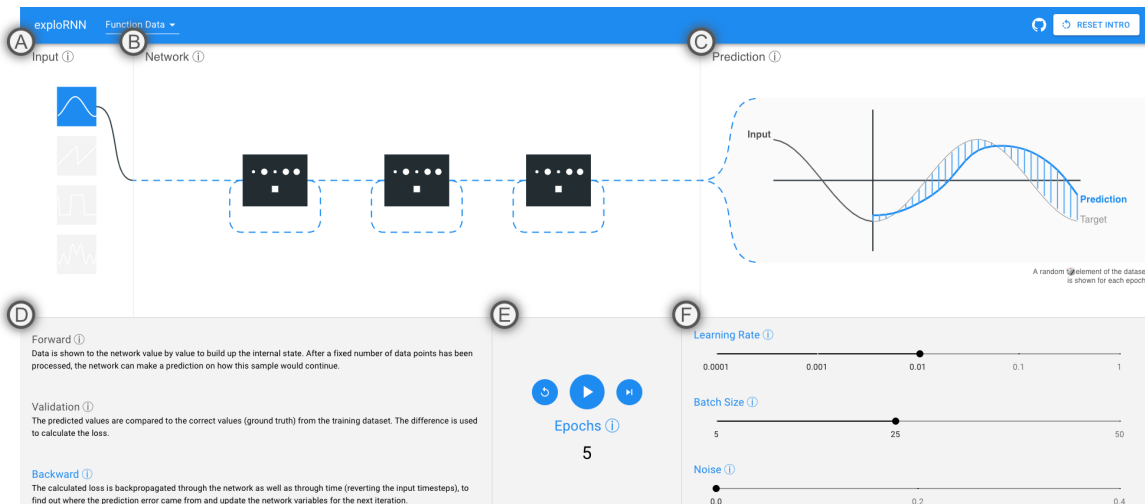 exploRNN
Function Data
RESET INTRO
A
B
C
Input
Network
Prediction
Input
Prediction
Target
A random element of the datase
is shown for each epoch
D
E
F
Forward
Data is shown to the network value by value to build up the internal state. After a fixed number of data points has been
processed, the network can make a prediction on how this sample would continue.
Validation
The predicted values are compared to the correct values (ground truth) from the training dataset. The difference is used
to calculate the loss.
Backward
The calculated loss is backpropagated through the network as well as through time (reverting the input timesteps), to
find out where the prediction error came from and update the network variables for the next iteration.
Epochs
5
Learning Rate
0.0001 0.001 0.01 0.1 1
Batch Size
5 25 50
Noise
0.0 0.2 0.4